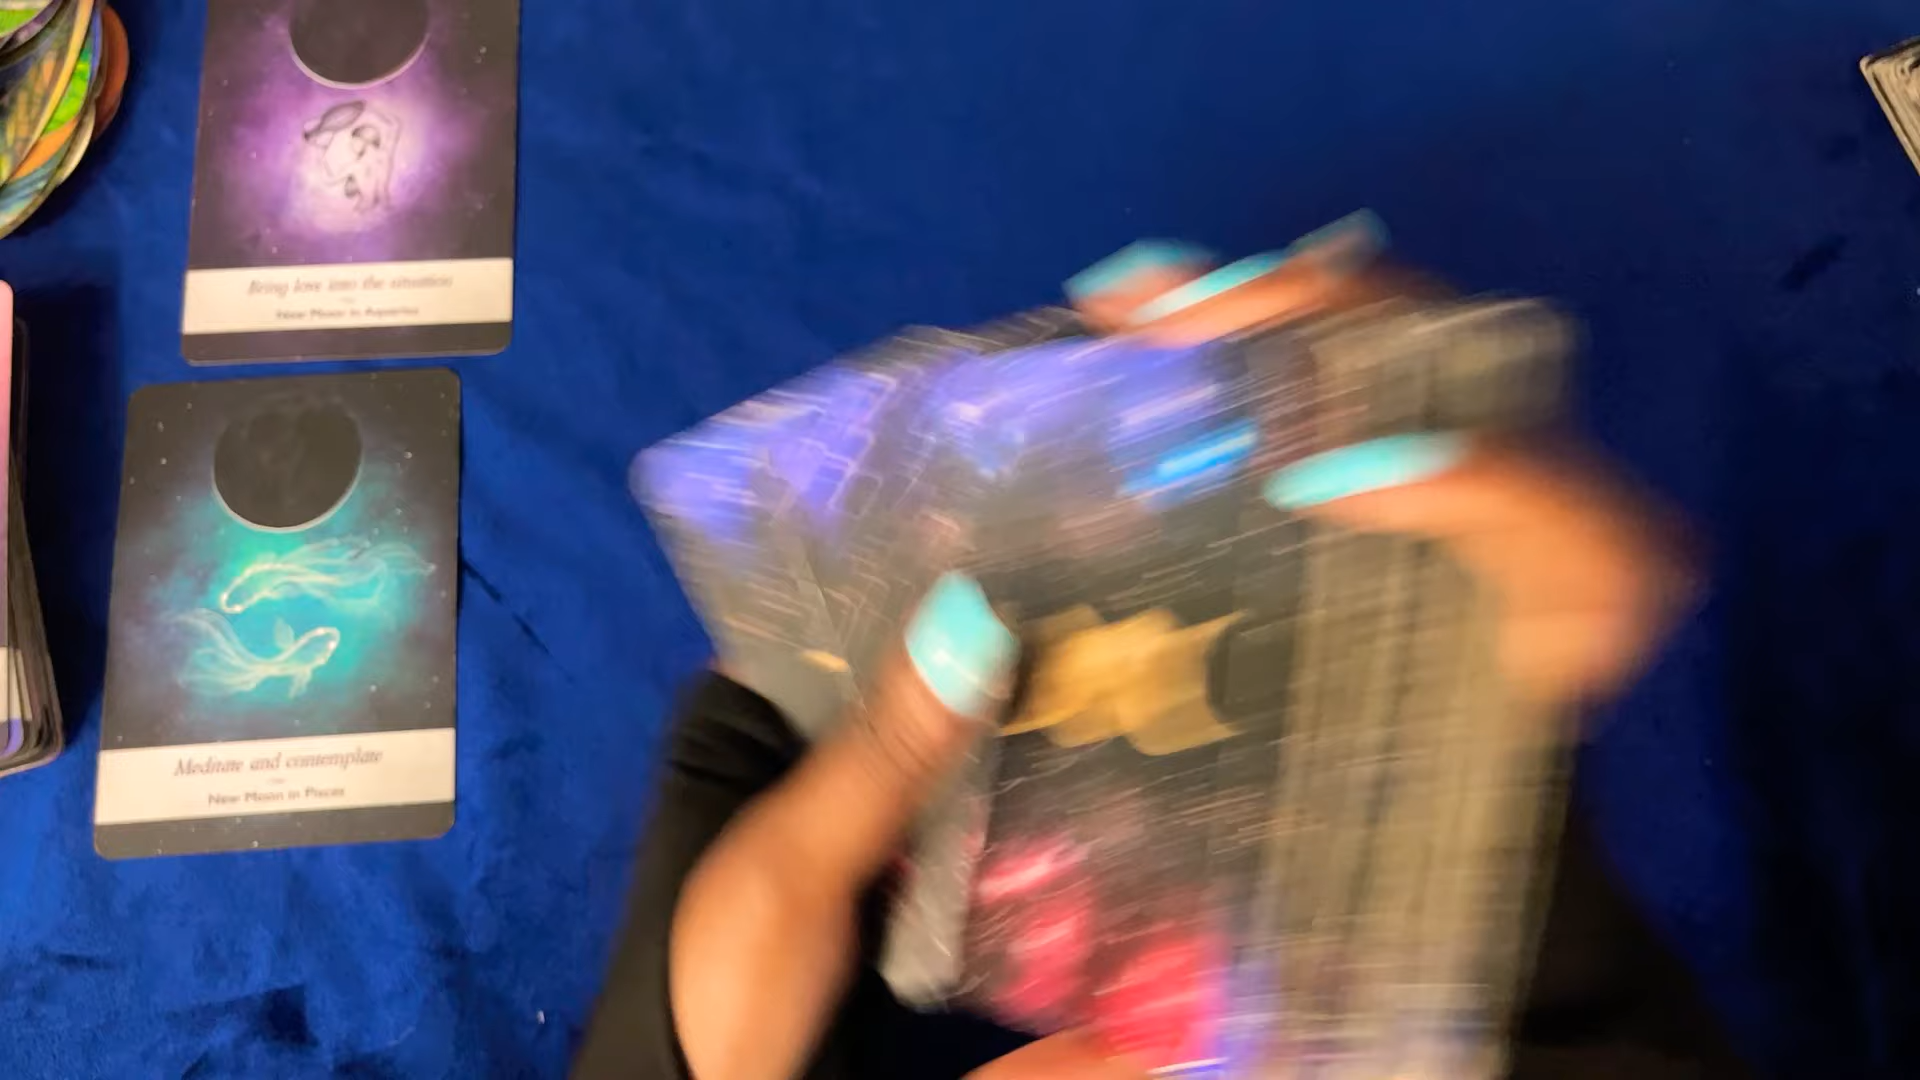 Bring love into the situation
New Moon in Aquarius
Meditate and contemplate
New Moon in Pisces